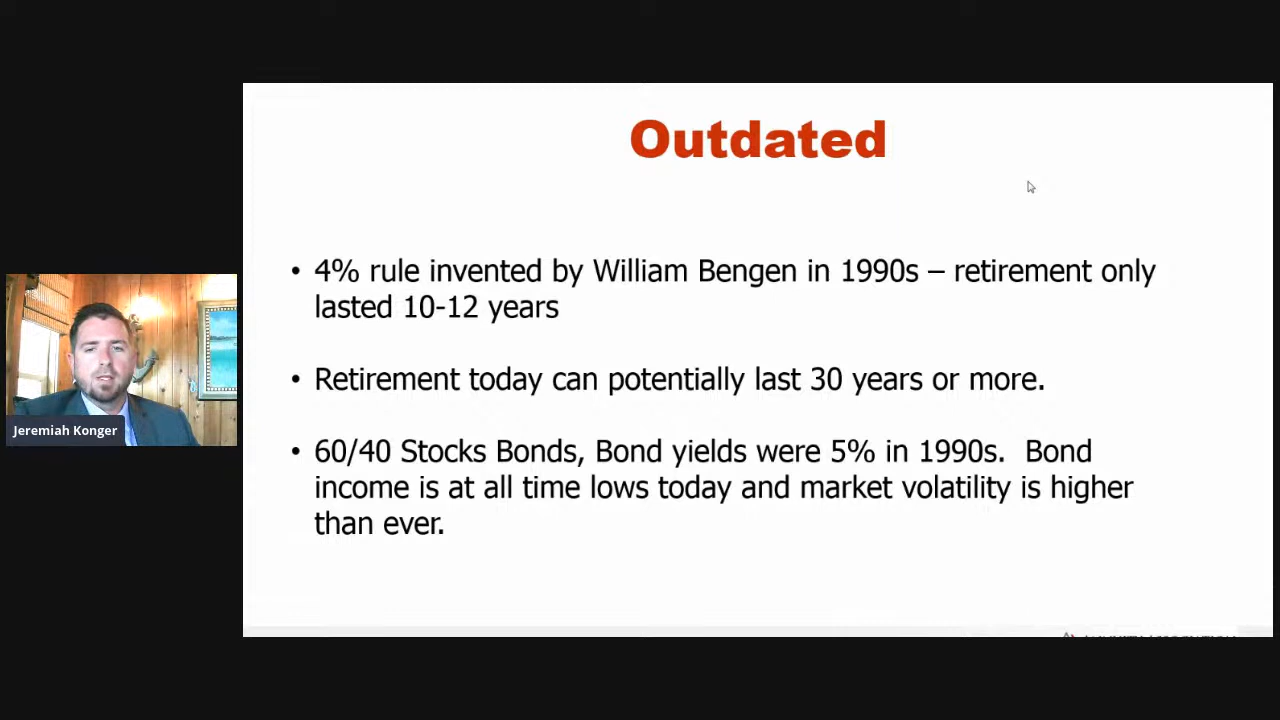 Outdated
• 4% rule invented by William Bengen in 1990s – retirement only
lasted 10-12 years
• Retirement today can potentially last 30 years or more.
• 60/40 Stocks Bonds, Bond yields were 5% in 1990s.  Bond
income is at all time lows today and market volatility is higher
than ever.
Jeremiah Konger